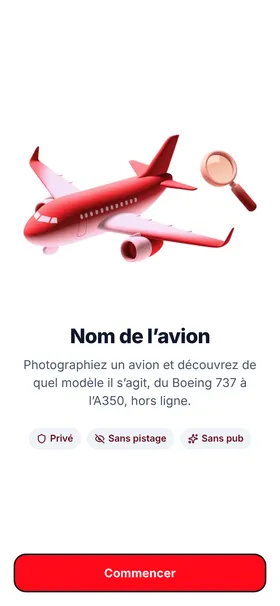 Nom de l’avion
Photographiez un avion et découvrez de
quel modèle il s’agit, du Boeing 737 à
l’A350, hors ligne.
Privé
Sans pistage
Sans pub
Commencer